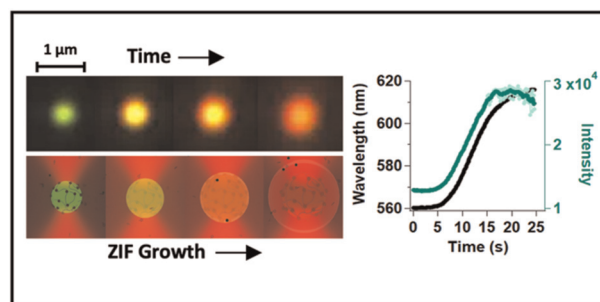 1 µm
Time
ZIF Growth
Wavelength (nm)
620
600
580
560
0 5 10 15 20 25
Time (s)
3 x10⁴
2
1
Intensity